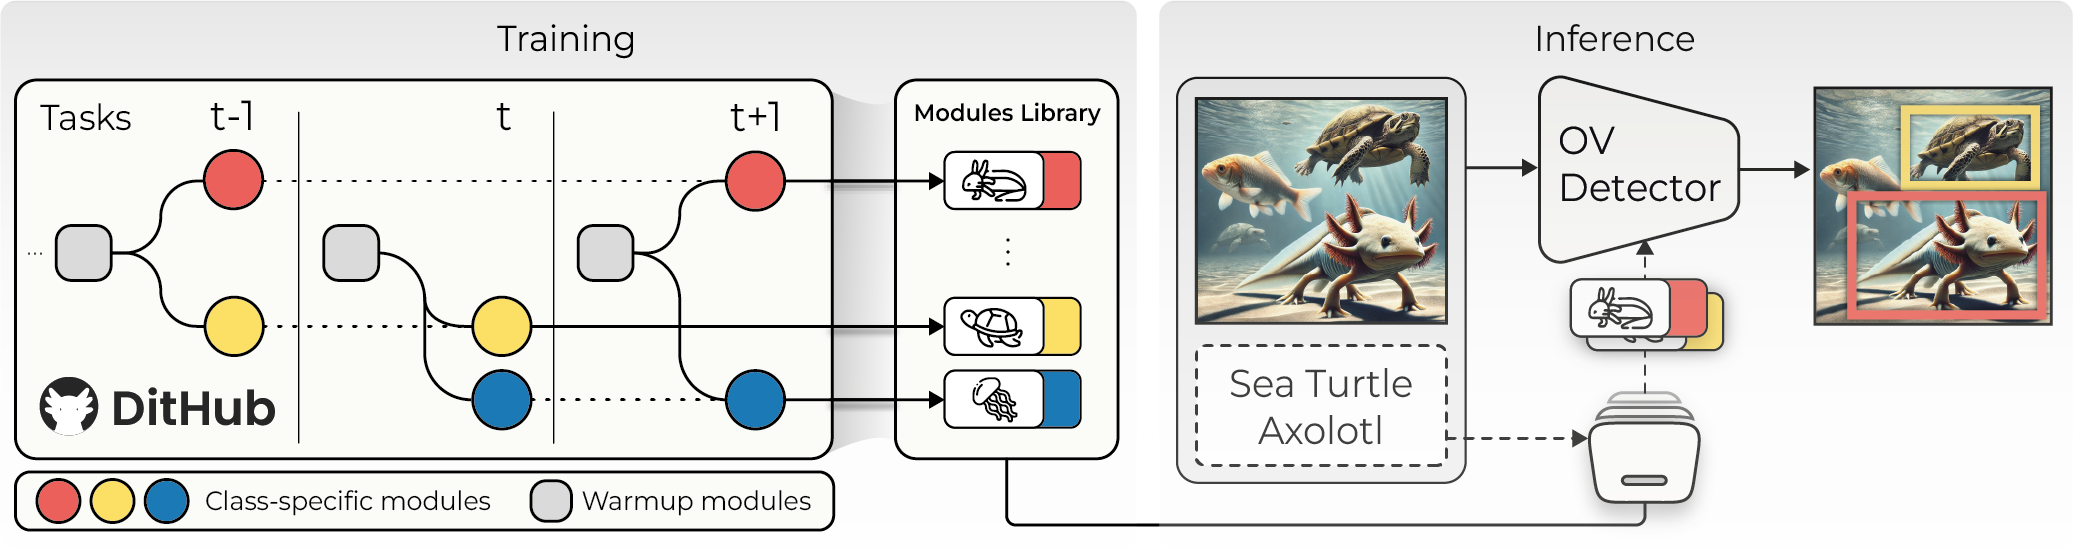 Training
Tasks t-1 t t+1
...
DitHub
Class-specific modules Warmup modules
Modules Library
Inference
Sea Turtle
Axolotl
OV
Detector